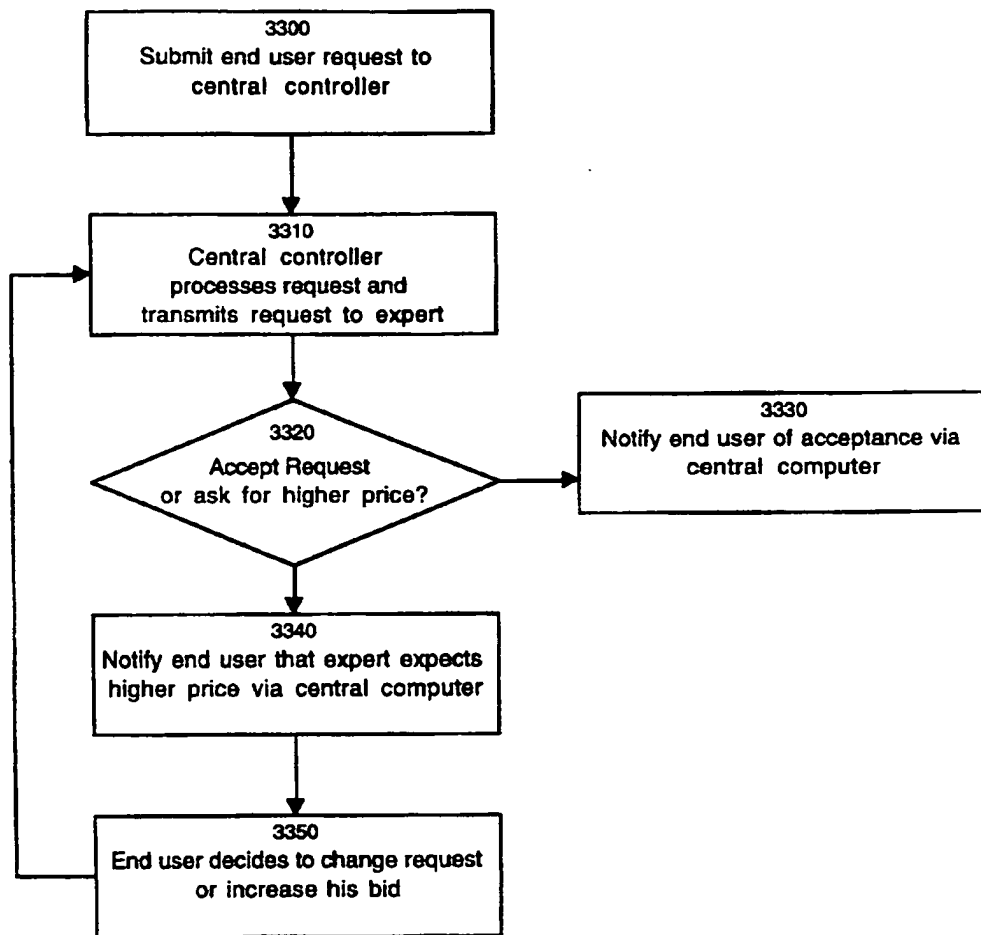 3300
Submit end user request to
central controller
3310
Central controller
processes request and
transmits request to expert
3320
Accept Request
or ask for higher price?
3330
Notify end user of acceptance via
central computer
3340
Notify end user that expert expects
higher price via central computer
3350
End user decides to change request
or increase his bid